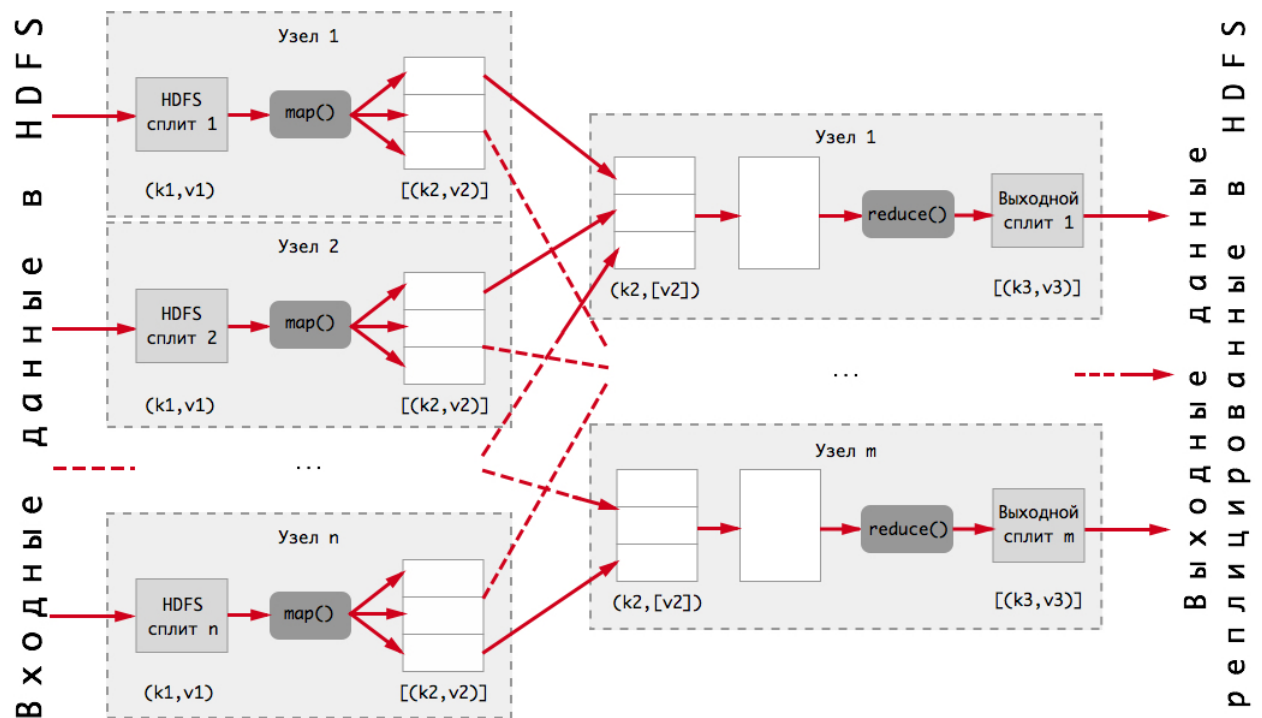 Входные данные в HDFS
Узел 1
HDFS
сплит 1
map()
(k1,v1)
[(k2,v2)]
Узел 2
HDFS
сплит 2
map()
(k1,v1)
[(k2,v2)]
...
Узел n
HDFS
сплит n
map()
(k1,v1)
[(k2,v2)]
Узел 1
reduce()
Выходной
сплит 1
(k2,[v2])
[(k3,v3)]
...
Узел m
reduce()
Выходной
сплит m
(k2,[v2])
[(k3,v3)]
Выходные данные
реплицированные в HDFS